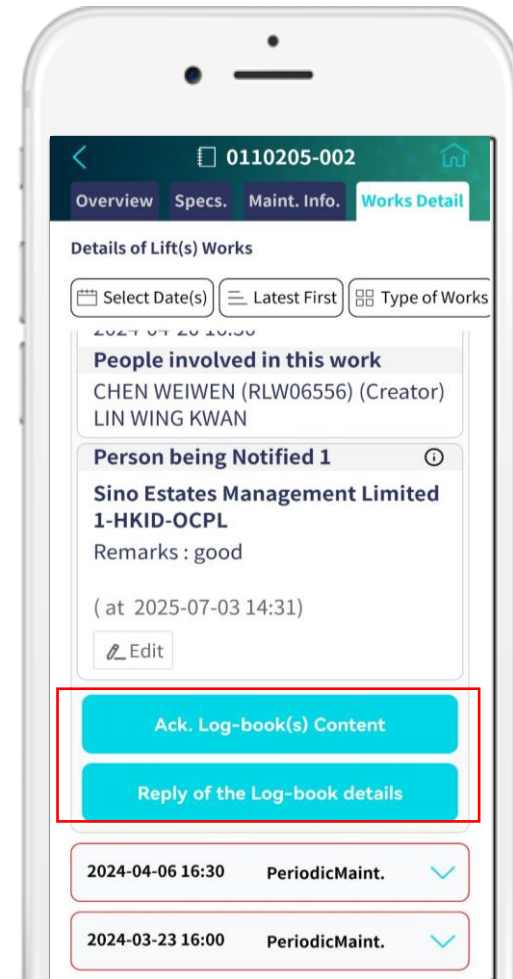 0110205-002
Overview Specs. Maint. Info. Works Detail
Details of Lift(s) Works
Select Date(s) Latest First Type of Works
People involved in this work
CHEN WEIWEN (RLW06556) (Creator)
LIN WING KWAN
Person being Notified 1
Sino Estates Management Limited
1-HKID-OCPL
Remarks : good
( at 2025-07-03 14:31)
Edit
Ack. Log-book(s) Content
Reply of the Log-book details
2024-04-06 16:30 PeriodicMaint.
2024-03-23 16:00 PeriodicMaint.